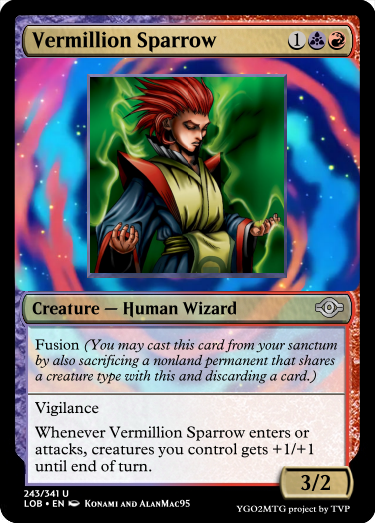 Vermillion Sparrow 1
Creature — Human Wizard
Fusion (You may cast this card from your sanctum
by also sacrificing a nonland permanent that shares
a creature type with this and discarding a card.)
Vigilance
Whenever Vermillion Sparrow enters or
attacks, creatures you control gets +1/+1
until end of turn.
3/2
243/341 U
LOB • EN Konami and AlanMac95
YGO2MTG project by TVP